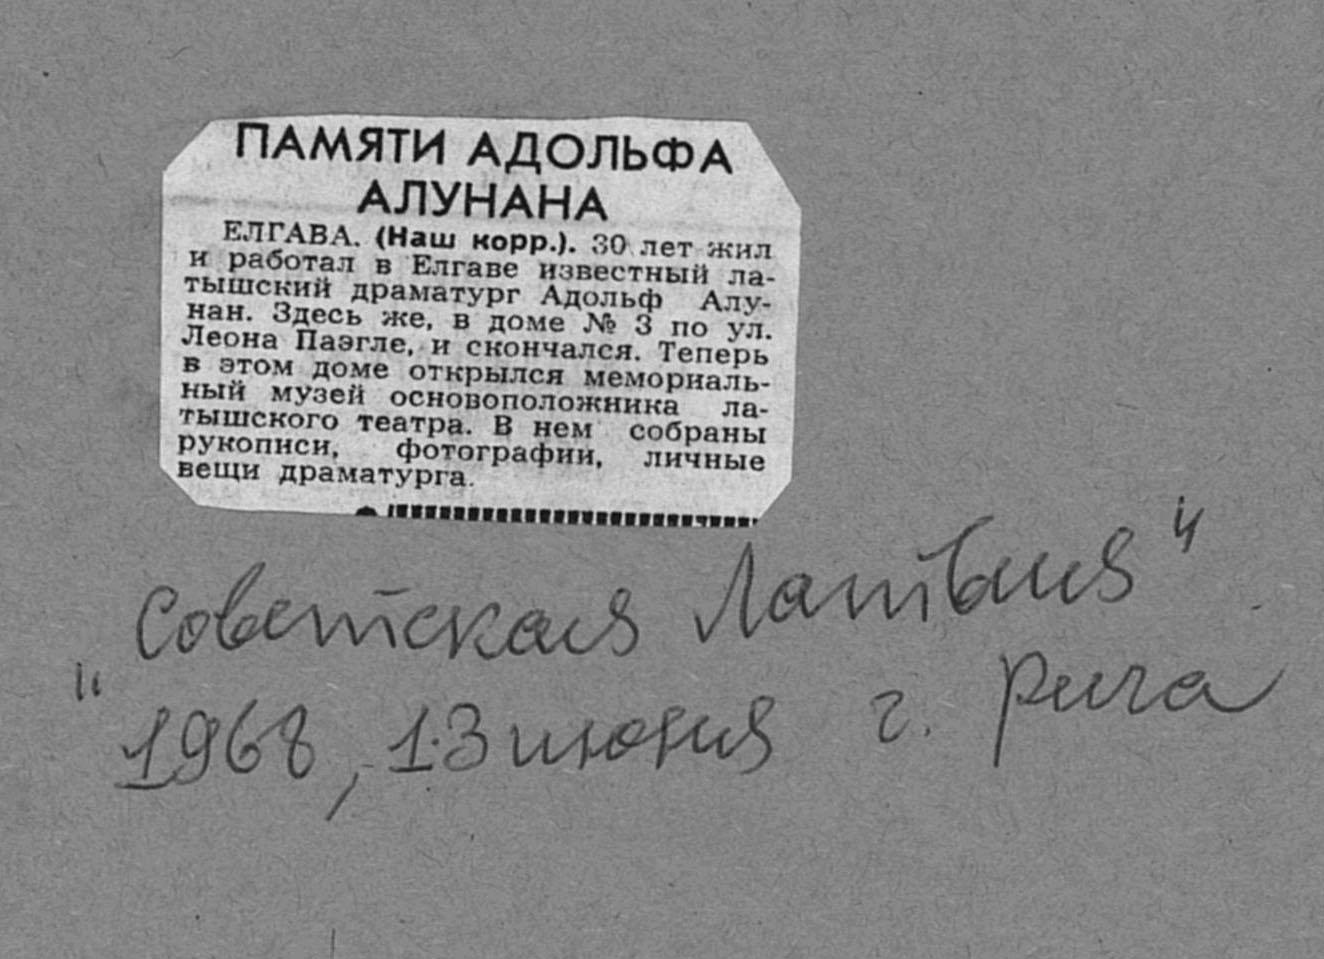 ПАМЯТИ АДОЛЬФА
АЛУНАНА
ЕЛГАВА. (Наш корр.). 30 лет жил
и работал в Елгаве известный ла-
тышский драматург Адольф Алу-
нан. Здесь же, в доме № 3 по ул.
Леона Паэгле, и скончался. Теперь
в этом доме открылся мемориаль-
ный музей основоположника ла-
тышского театра. В нем собраны
рукописи, фотографии, личные
вещи драматурга.
"Советская Латвия"
1968, 13 июня г. Рига